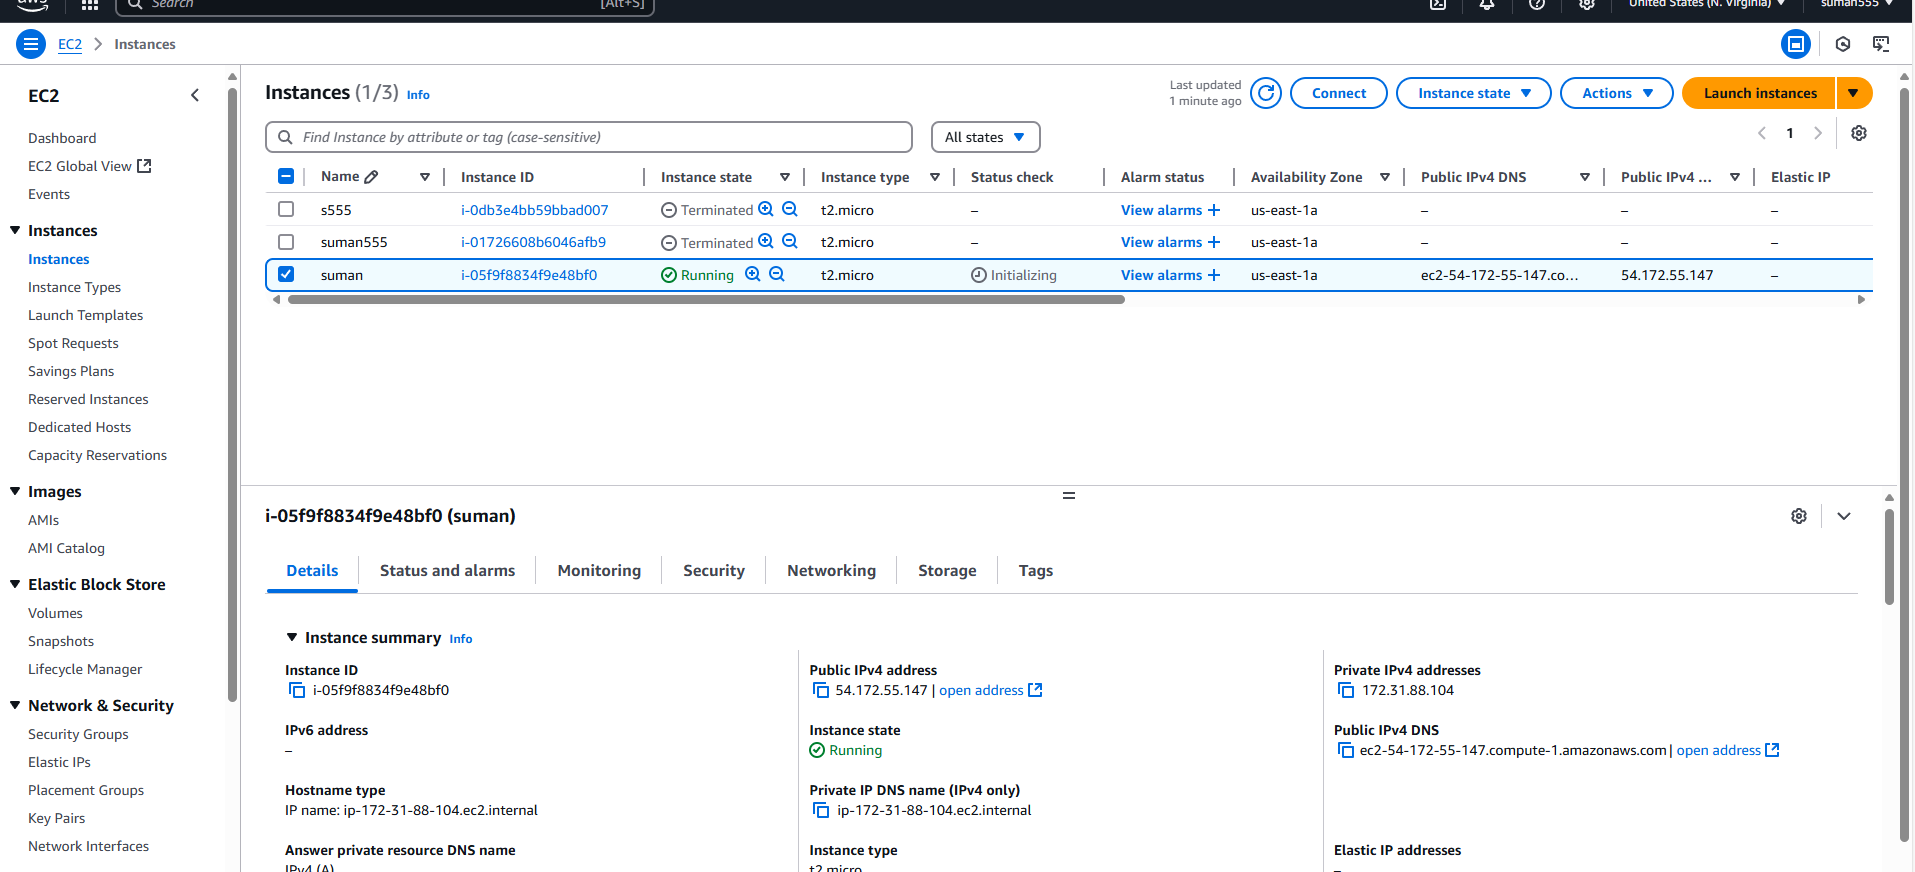 aws Search [Alt+S] United States (N. Virginia) suman555
EC2 Instances
EC2
Dashboard
EC2 Global View
Events
Instances
Instances
Instance Types
Launch Templates
Spot Requests
Savings Plans
Reserved Instances
Dedicated Hosts
Capacity Reservations
Images
AMIs
AMI Catalog
Elastic Block Store
Volumes
Snapshots
Lifecycle Manager
Network & Security
Security Groups
Elastic IPs
Placement Groups
Key Pairs
Network Interfaces
Instances (1/3) Info
Last updated
1 minute ago
Connect Instance state Actions Launch instances
Find Instance by attribute or tag (case-sensitive) All states 1
Name Instance ID Instance state Instance type Status check Alarm status Availability Zone Public IPv4 DNS Public IPv4 ... Elastic IP
s555 i-0db3e4bb59bbad007 Terminated t2.micro – View alarms + us-east-1a – – –
suman555 i-01726608b6046afb9 Terminated t2.micro – View alarms + us-east-1a – – –
suman i-05f9f8834f9e48bf0 Running t2.micro Initializing View alarms + us-east-1a ec2-54-172-55-147.co... 54.172.55.147 –
i-05f9f8834f9e48bf0 (suman)
Details Status and alarms Monitoring Security Networking Storage Tags
Instance summary Info
Instance ID
i-05f9f8834f9e48bf0
Public IPv4 address
54.172.55.147 | open address
Private IPv4 addresses
172.31.88.104
IPv6 address
–
Instance state
Running
Public IPv4 DNS
ec2-54-172-55-147.compute-1.amazonaws.com | open address
Hostname type
IP name: ip-172-31-88-104.ec2.internal
Private IP DNS name (IPv4 only)
ip-172-31-88-104.ec2.internal
Answer private resource DNS name
IPv4 (A)
Instance type
t2.micro
Elastic IP addresses
–